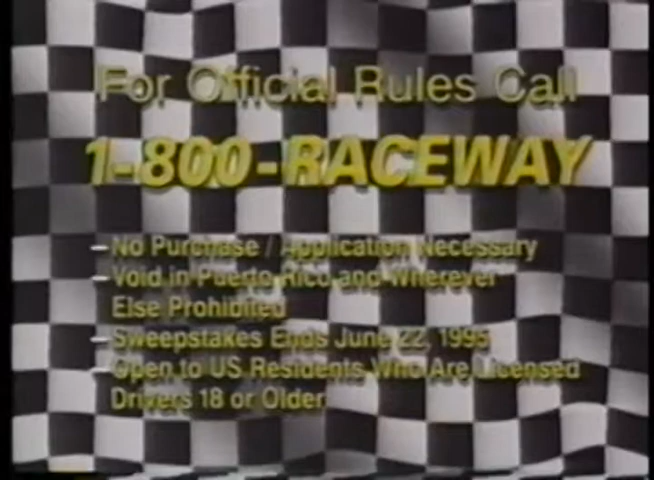 For Official Rules Call
1-800-RACEWAY
–No Purchase / Application Necessary
–Void in Puerto Rico and Wherever
Else Prohibited
–Sweepstakes Ends June 22, 1995
–Open to US Residents Who Are Licensed
Drivers 18 or Older